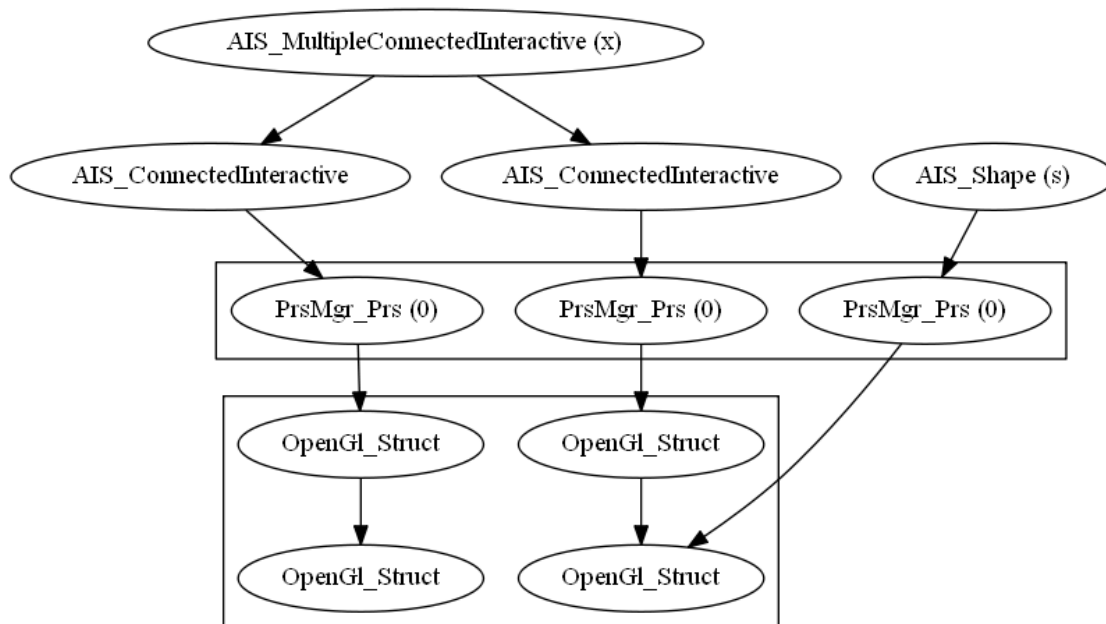 AIS_MultipleConnectedInteractive (x)
AIS_ConnectedInteractive
AIS_ConnectedInteractive
AIS_Shape (s)
PrsMgr_Prs (0)
PrsMgr_Prs (0)
PrsMgr_Prs (0)
OpenGl_Struct
OpenGl_Struct
OpenGl_Struct
OpenGl_Struct